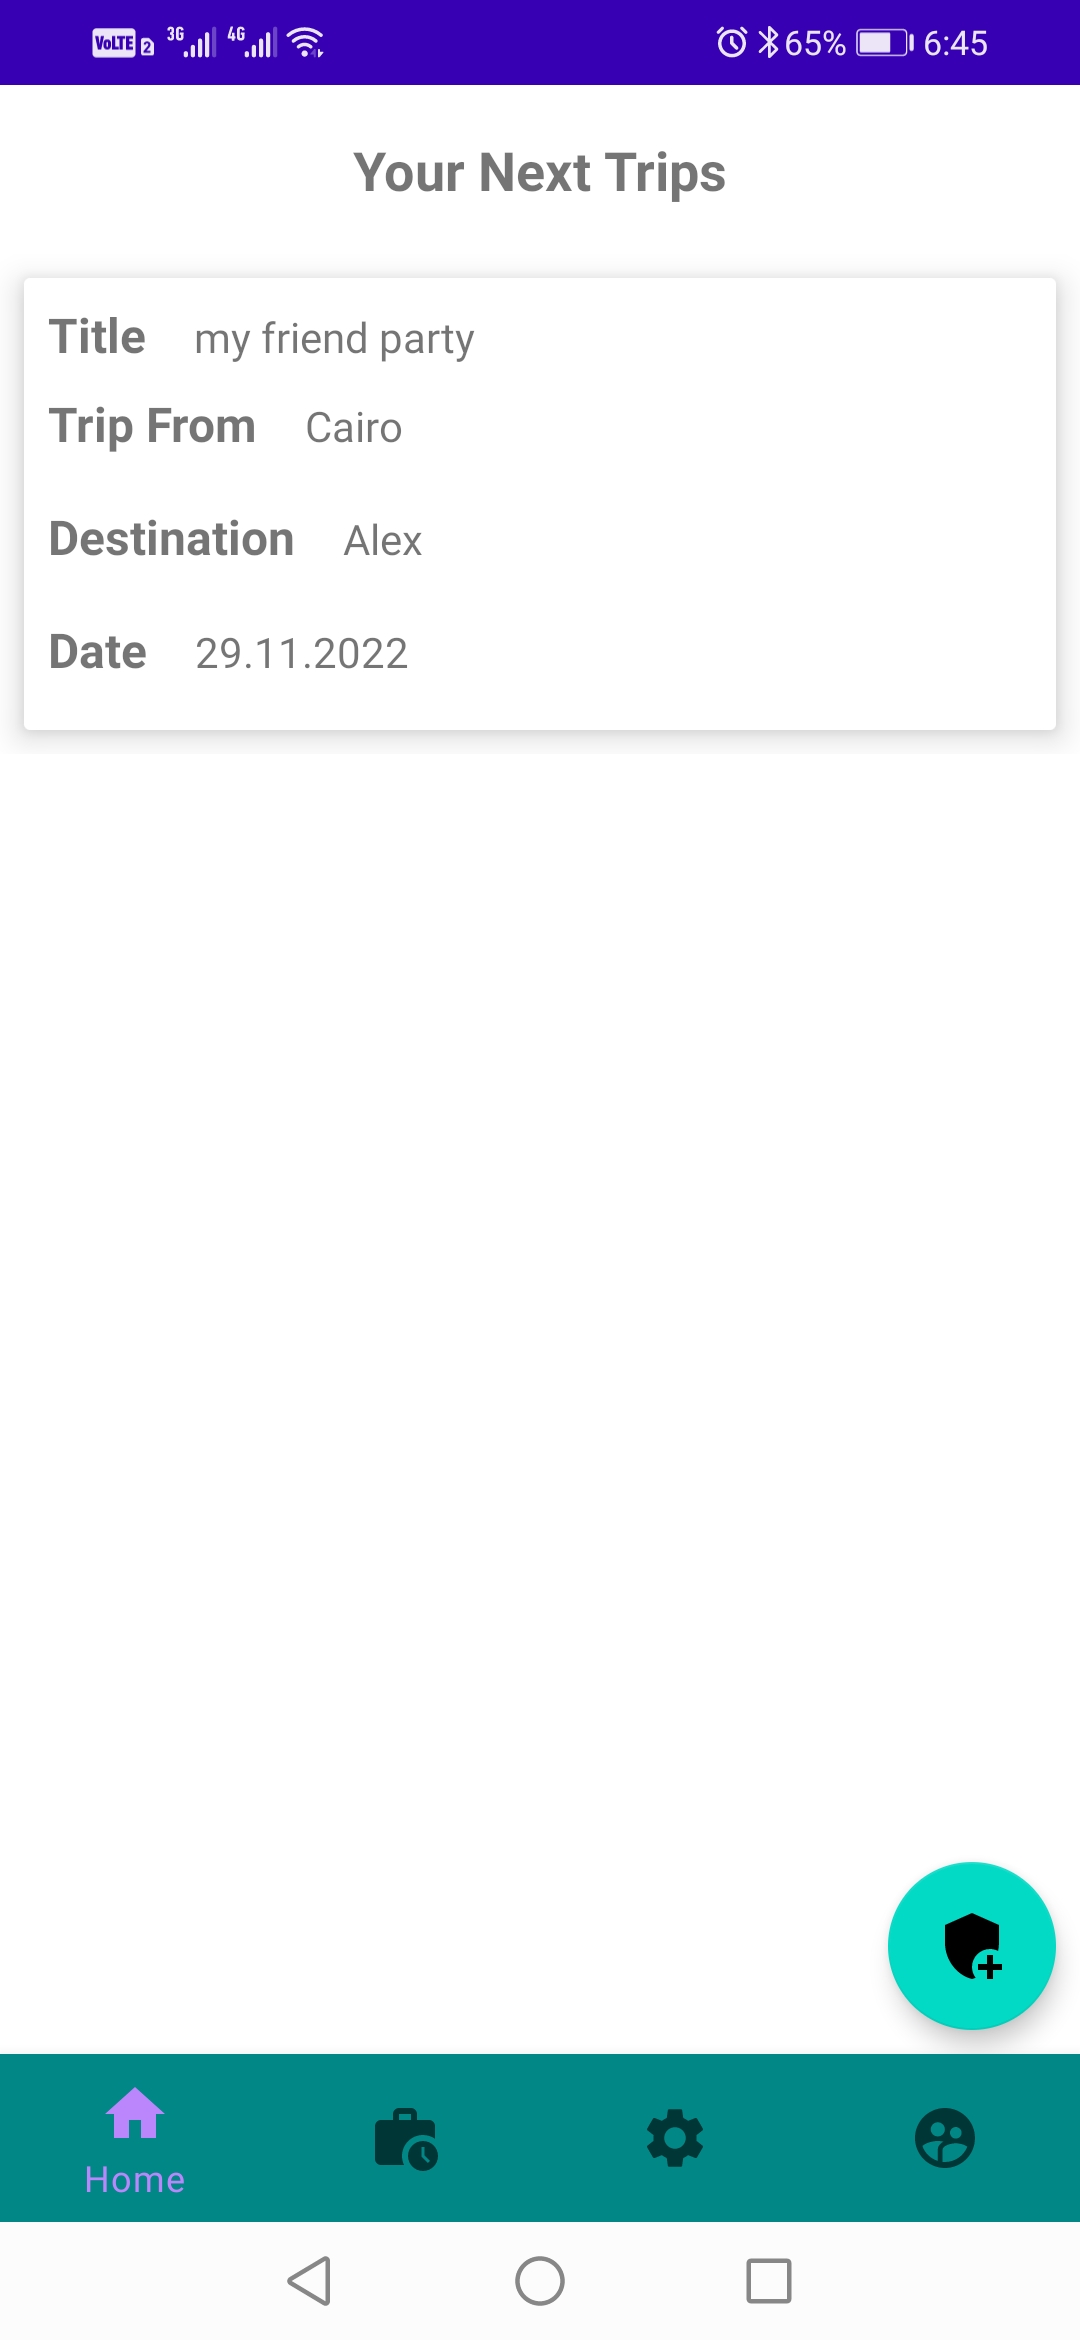 VoLTE 2 3G 4G 65% 6:45
Your Next Trips
Title my friend party
Trip From Cairo
Destination Alex
Date 29.11.2022
Home